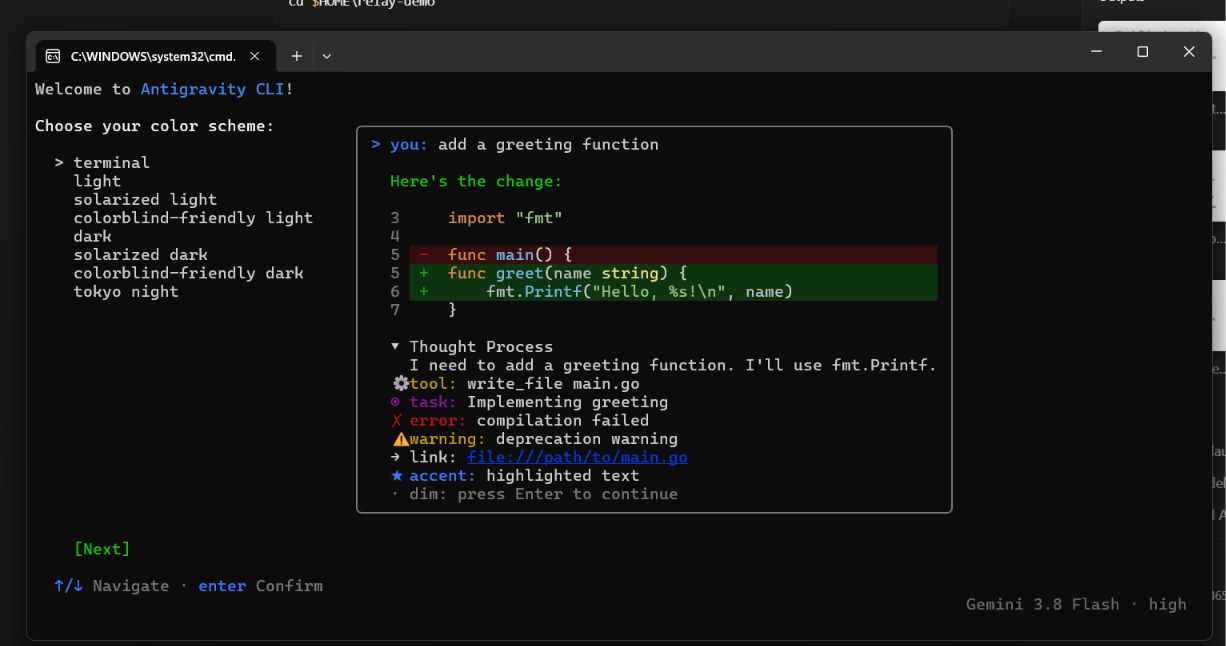 cd $HOME\relay-demo
C:\WINDOWS\system32\cmd.
Welcome to Antigravity CLI!
Choose your color scheme:
> terminal
light
solarized light
colorblind-friendly light
dark
solarized dark
colorblind-friendly dark
tokyo night
> you: add a greeting function
Here's the change:
3 import "fmt"
4
5 - func main() {
5 + func greet(name string) {
6 + fmt.Printf("Hello, %s!\n", name)
7 }
▼ Thought Process
I need to add a greeting function. I'll use fmt.Printf.
⚙tool: write_file main.go
◉ task: Implementing greeting
✗ error: compilation failed
⚠warning: deprecation warning
→ link: file:///path/to/main.go
★ accent: highlighted text
· dim: press Enter to continue
[Next]
↑/↓ Navigate · enter Confirm
Gemini 3.8 Flash · high